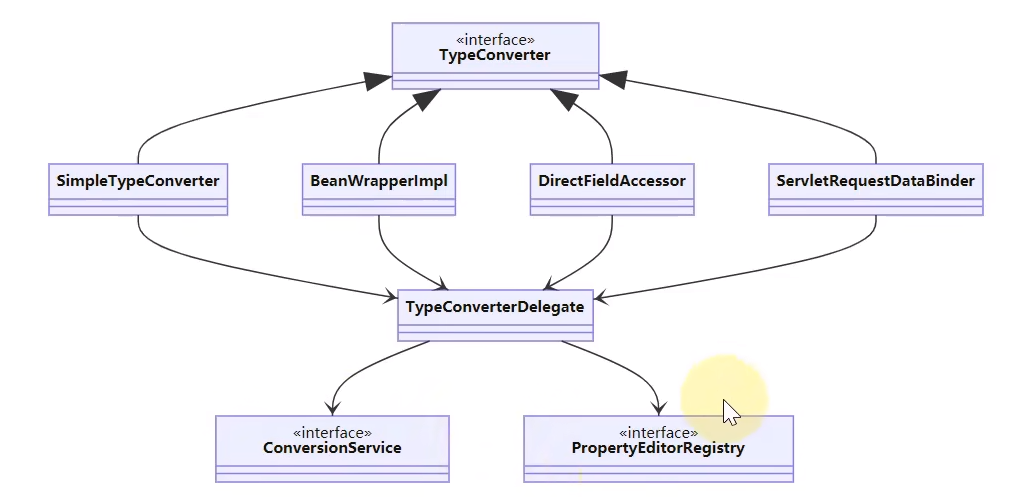 «interface»
TypeConverter
SimpleTypeConverter
BeanWrapperImpl
DirectFieldAccessor
ServletRequestDataBinder
TypeConverterDelegate
«interface»
ConversionService
«interface»
PropertyEditorRegistry